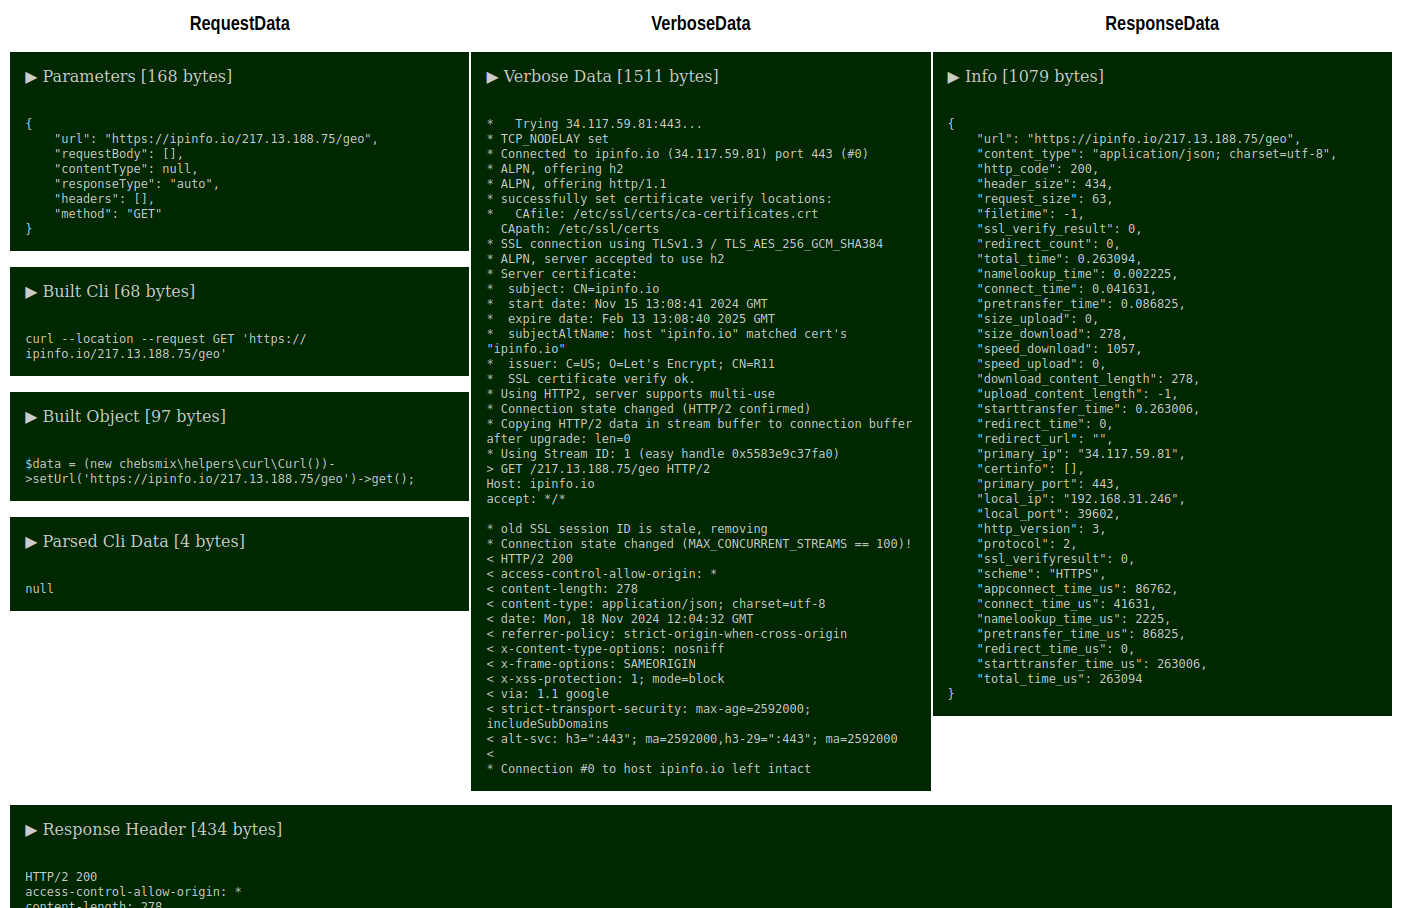 RequestData
VerboseData
ResponseData
▶ Parameters [168 bytes]
{
    "url": "https://ipinfo.io/217.13.188.75/geo",
    "requestBody": [],
    "contentType": null,
    "responseType": "auto",
    "headers": [],
    "method": "GET"
}
▶ Built Cli [68 bytes]
curl --location --request GET 'https://
ipinfo.io/217.13.188.75/geo'
▶ Built Object [97 bytes]
$data = (new chebsmix\helpers\curl\Curl())-
>setUrl('https://ipinfo.io/217.13.188.75/geo')->get();
▶ Parsed Cli Data [4 bytes]
null
▶ Verbose Data [1511 bytes]
*   Trying 34.117.59.81:443...
* TCP_NODELAY set
* Connected to ipinfo.io (34.117.59.81) port 443 (#0)
* ALPN, offering h2
* ALPN, offering http/1.1
* successfully set certificate verify locations:
*   CAfile: /etc/ssl/certs/ca-certificates.crt
  CApath: /etc/ssl/certs
* SSL connection using TLSv1.3 / TLS_AES_256_GCM_SHA384
* ALPN, server accepted to use h2
* Server certificate:
*  subject: CN=ipinfo.io
*  start date: Nov 15 13:08:41 2024 GMT
*  expire date: Feb 13 13:08:40 2025 GMT
*  subjectAltName: host "ipinfo.io" matched cert's
"ipinfo.io"
*  issuer: C=US; O=Let's Encrypt; CN=R11
*  SSL certificate verify ok.
* Using HTTP2, server supports multi-use
* Connection state changed (HTTP/2 confirmed)
* Copying HTTP/2 data in stream buffer to connection buffer
after upgrade: len=0
* Using Stream ID: 1 (easy handle 0x5583e9c37fa0)
> GET /217.13.188.75/geo HTTP/2
Host: ipinfo.io
accept: */*
* old SSL session ID is stale, removing
* Connection state changed (MAX_CONCURRENT_STREAMS == 100)!
< HTTP/2 200
< access-control-allow-origin: *
< content-length: 278
< content-type: application/json; charset=utf-8
< date: Mon, 18 Nov 2024 12:04:32 GMT
< referrer-policy: strict-origin-when-cross-origin
< x-content-type-options: nosniff
< x-frame-options: SAMEORIGIN
< x-xss-protection: 1; mode=block
< via: 1.1 google
< strict-transport-security: max-age=2592000;
includeSubDomains
< alt-svc: h3=":443"; ma=2592000,h3-29=":443"; ma=2592000
<
* Connection #0 to host ipinfo.io left intact
▶ Info [1079 bytes]
{
    "url": "https://ipinfo.io/217.13.188.75/geo",
    "content_type": "application/json; charset=utf-8",
    "http_code": 200,
    "header_size": 434,
    "request_size": 63,
    "filetime": -1,
    "ssl_verify_result": 0,
    "redirect_count": 0,
    "total_time": 0.263094,
    "namelookup_time": 0.002225,
    "connect_time": 0.041631,
    "pretransfer_time": 0.086825,
    "size_upload": 0,
    "size_download": 278,
    "speed_download": 1057,
    "speed_upload": 0,
    "download_content_length": 278,
    "upload_content_length": -1,
    "starttransfer_time": 0.263006,
    "redirect_time": 0,
    "redirect_url": "",
    "primary_ip": "34.117.59.81",
    "certinfo": [],
    "primary_port": 443,
    "local_ip": "192.168.31.246",
    "local_port": 39602,
    "http_version": 3,
    "protocol": 2,
    "ssl_verifyresult": 0,
    "scheme": "HTTPS",
    "appconnect_time_us": 86762,
    "connect_time_us": 41631,
    "namelookup_time_us": 2225,
    "pretransfer_time_us": 86825,
    "redirect_time_us": 0,
    "starttransfer_time_us": 263006,
    "total_time_us": 263094
}
▶ Response Header [434 bytes]
HTTP/2 200
access-control-allow-origin: *
content-length: 278